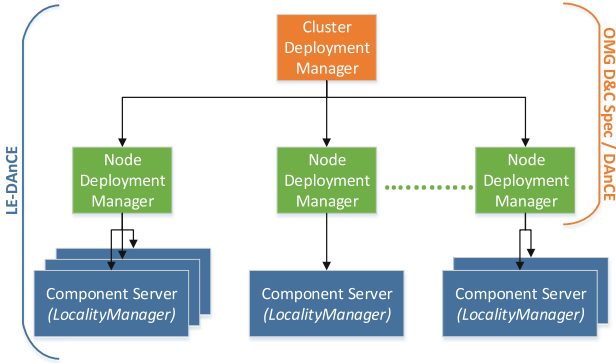 Cluster
Deployment
Manager
OMG D&C Spec / DAnCE
LE-DAnCE
Node
Deployment
Manager
Node
Deployment
Manager
Node
Deployment
Manager
Component Server
(LocalityManager)
Component Server
(LocalityManager)
Component Server
(LocalityManager)